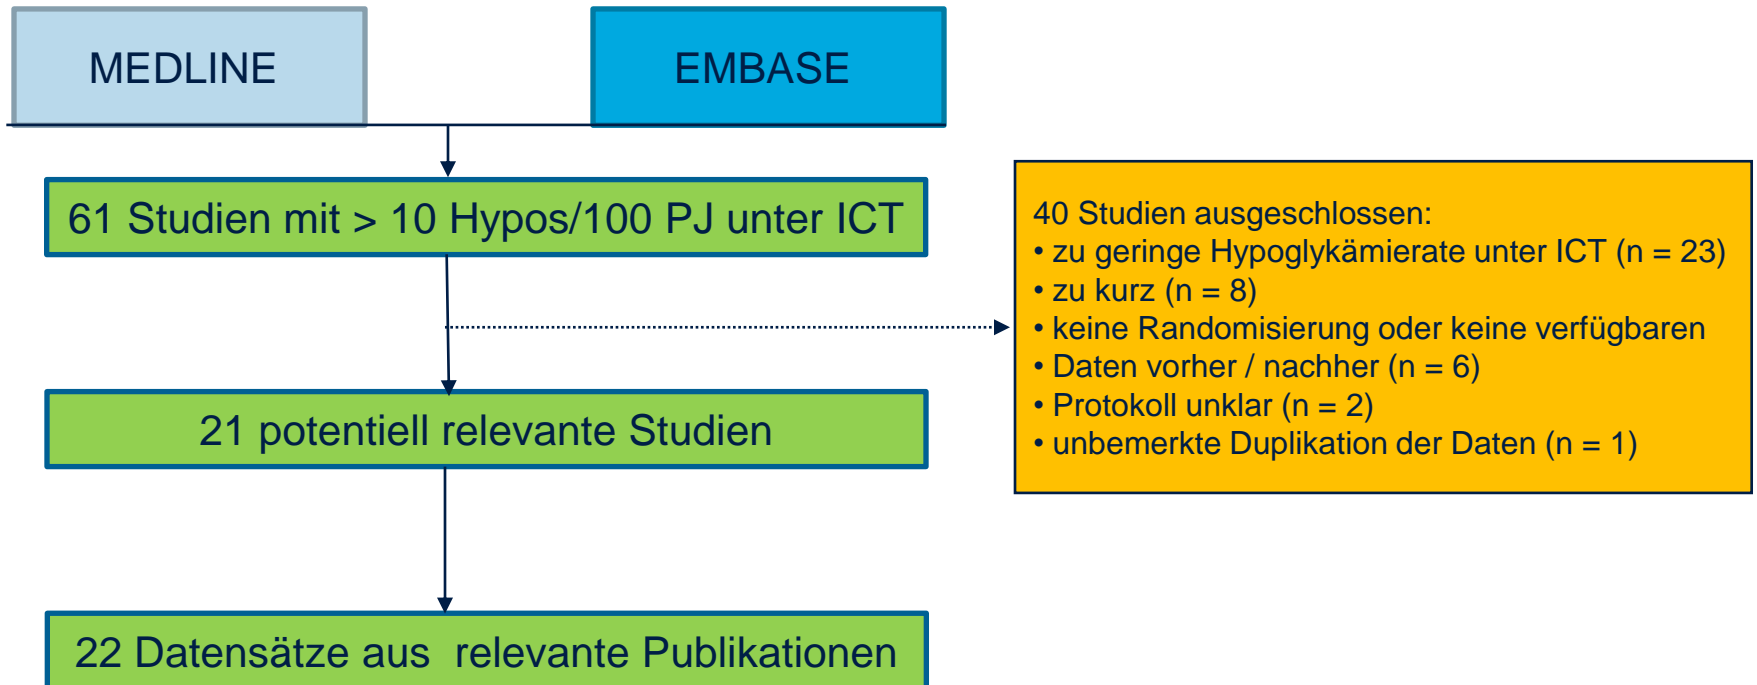 MEDLINE
EMBASE
61 Studien mit > 10 Hypos/100 PJ unter ICT
40 Studien ausgeschlossen:
• zu geringe Hypoglykämierate unter ICT (n = 23)
• zu kurz (n = 8)
• keine Randomisierung oder keine verfügbaren
• Daten vorher / nachher (n = 6)
• Protokoll unklar (n = 2)
• unbemerkte Duplikation der Daten (n = 1)
21 potentiell relevante Studien
22 Datensätze aus  relevante Publikationen